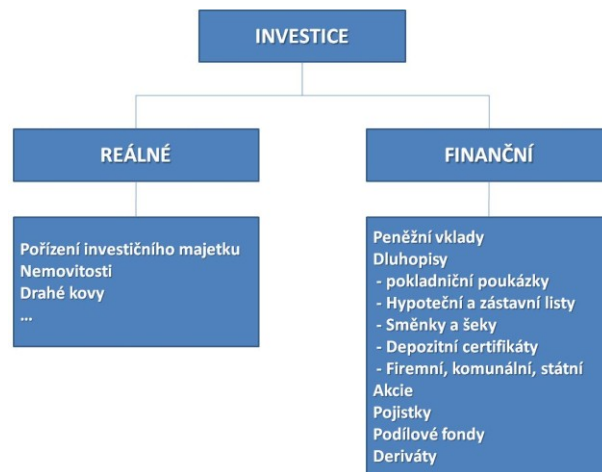 INVESTICE
REÁLNÉ
FINANČNÍ
Pořízení investičního majetku
Nemovitosti
Drahé kovy
...
Peněžní vklady
Dluhopisy
- pokladniční poukázky
- Hypoteční a zástavní listy
- Směnky a šeky
- Depozitní certifikáty
- Firemní, komunální, státní
Akcie
Pojistky
Podílové fondy
Deriváty